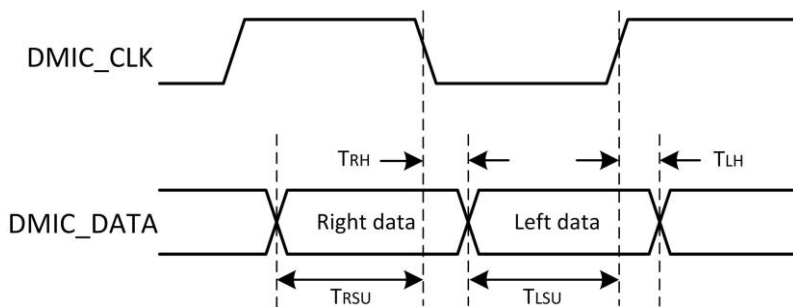 DMIC_CLK
TRH
TLH
DMIC_DATA
Right data
Left data
TRSU
TLSU